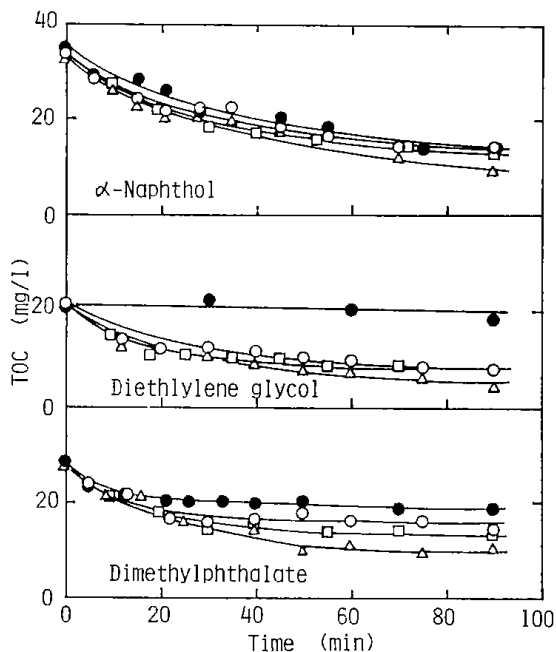 40
20
α-Naphthol
0
20
Diethlylene glycol
0
20
Dimethylphthalate
0
TOC (mg/l)
0 20 40 60 80 100
Time (min)